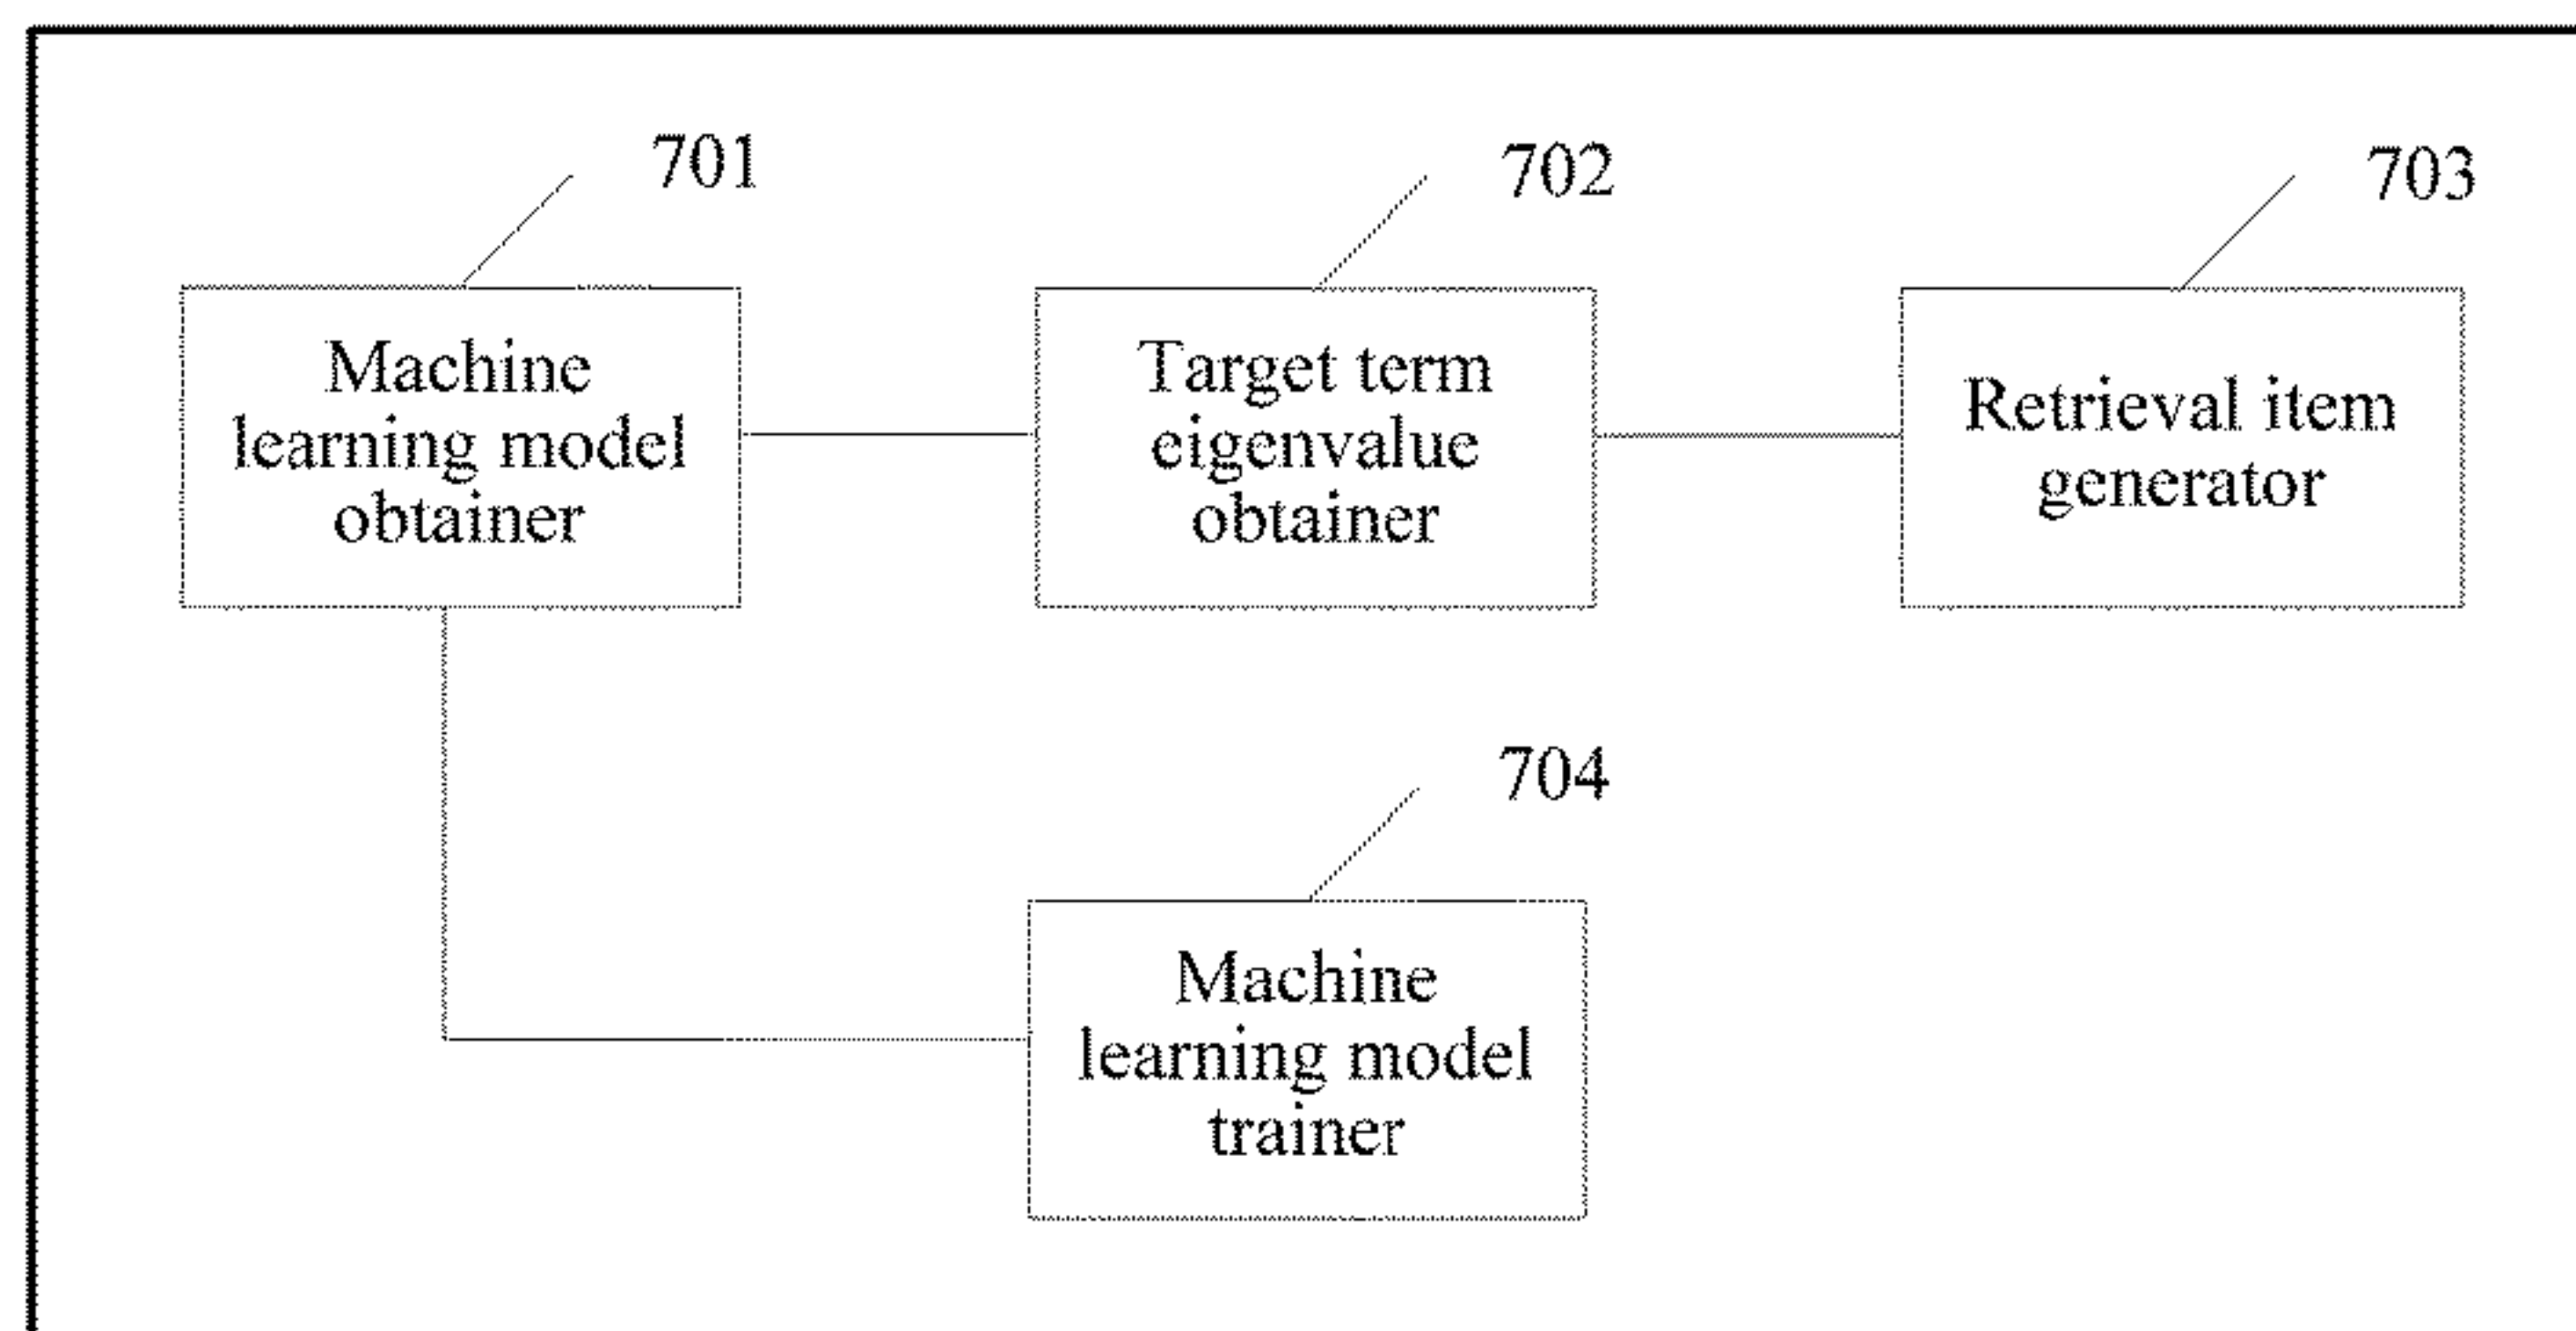 701
702
703
Machine
learning model
obtainer
Target term
eigenvalue
obtainer
Retrieval item
generator
704
Machine
learning model
trainer